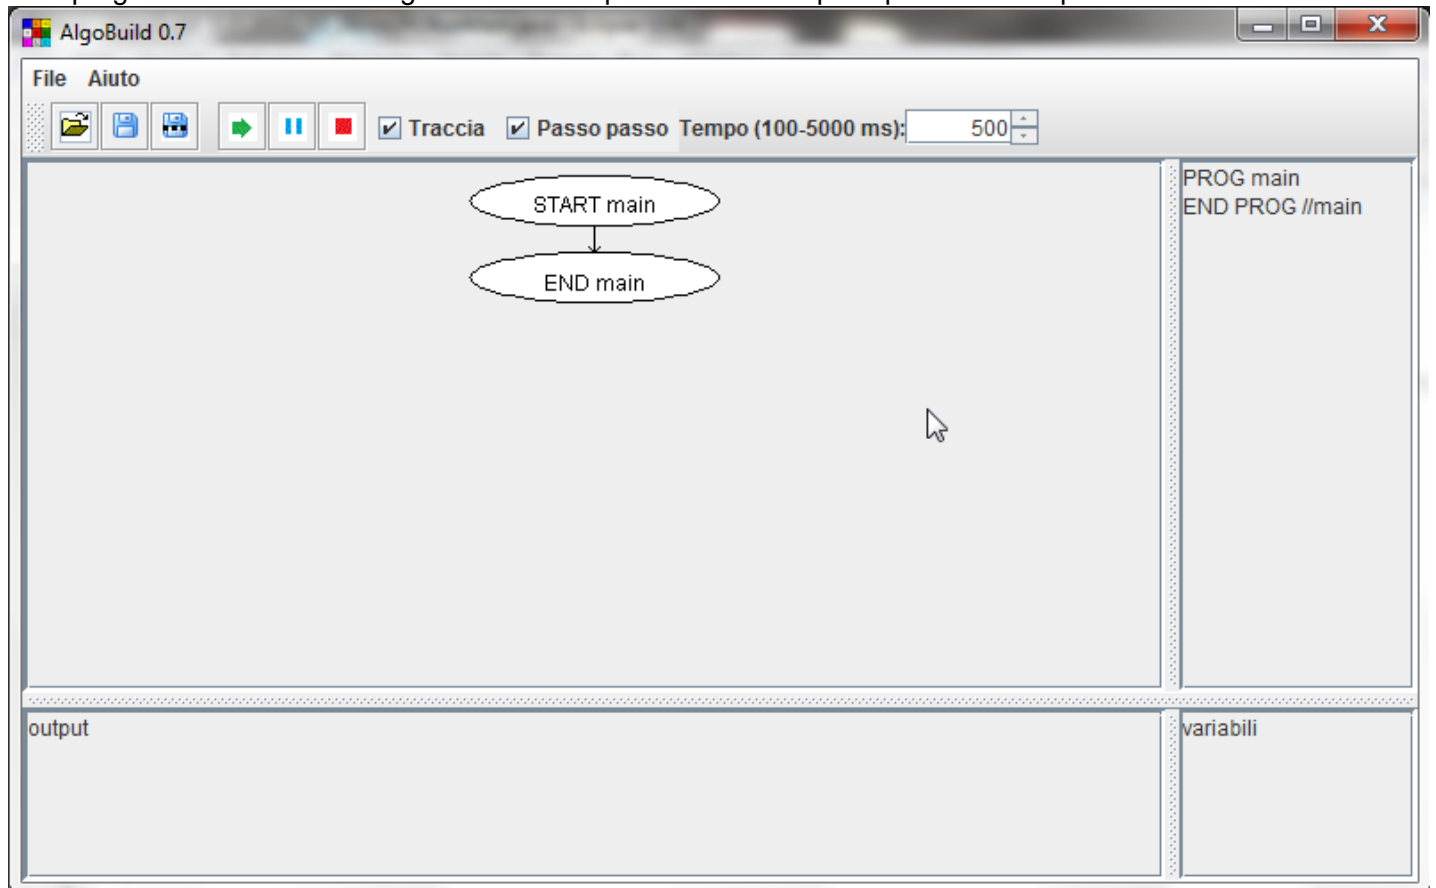 AlgoBuild 0.7
File Aiuto
Traccia Passo passo Tempo (100-5000 ms): 500
START main
END main
PROG main
END PROG //main
output
variabili